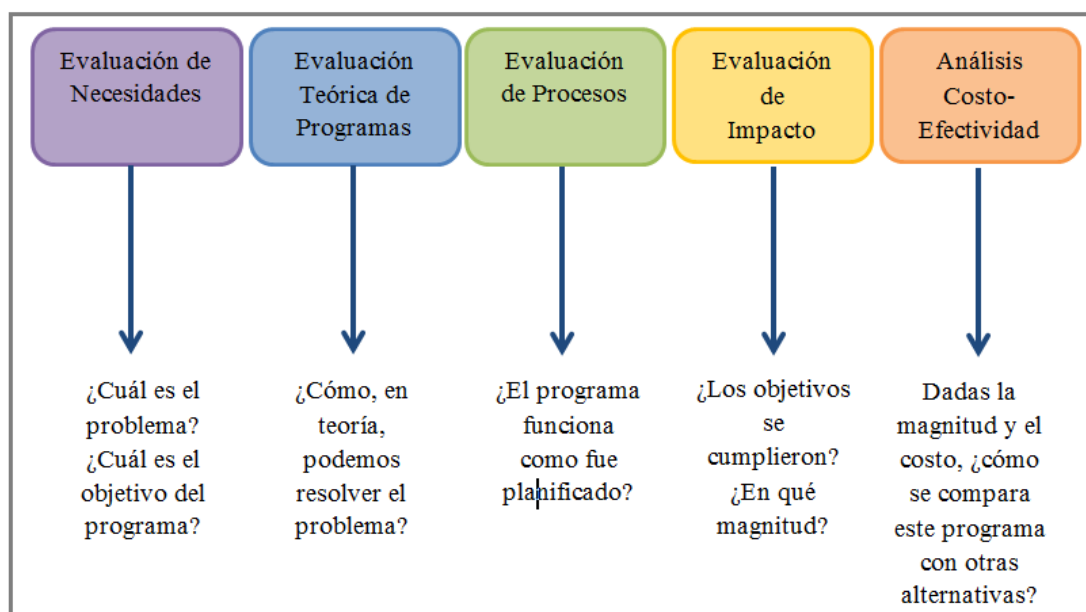 Evaluación de
Necesidades
Evaluación
Teórica de
Programas
Evaluación
de Procesos
Evaluación
de
Impacto
Análisis
Costo-
Efectividad
¿Cuál es el
problema?
¿Cuál es el
objetivo del
programa?
¿Cómo, en
teoría,
podemos
resolver el
problema?
¿El programa
funciona
como fue
planificado?
¿Los objetivos
se
cumplieron?
¿En qué
magnitud?
Dadas la
magnitud y el
costo, ¿cómo
se compara
este programa
con otras
alternativas?